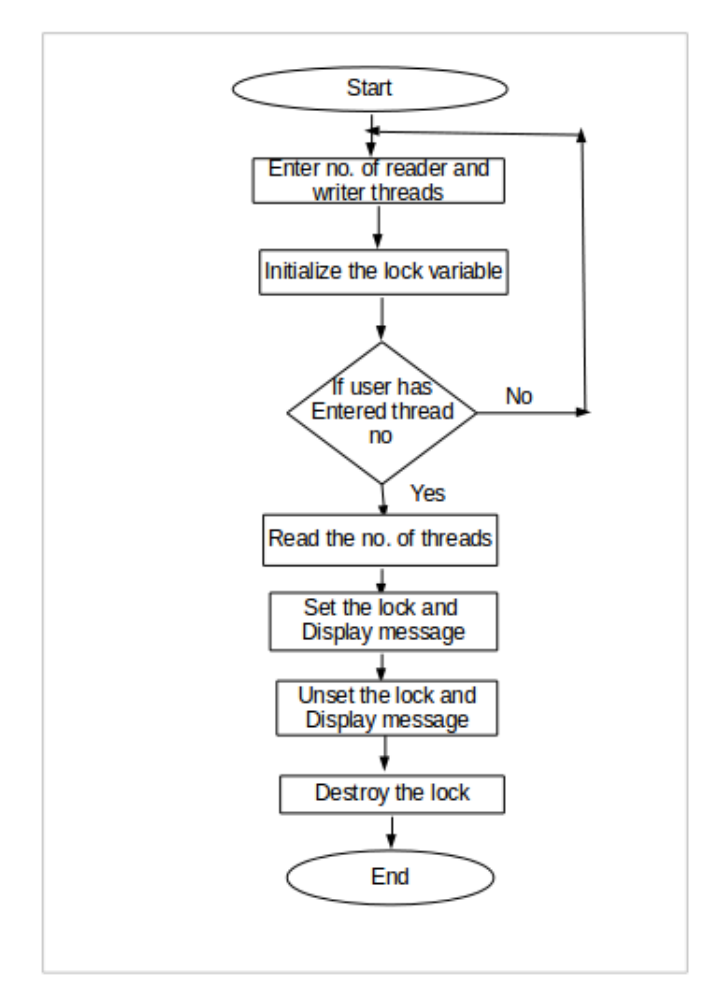 Start
Enter no. of reader and
writer threads
Initialize the lock variable
If user has
Entered thread
no
No
Yes
Read the no. of threads
Set the lock and
Display message
Unset the lock and
Display message
Destroy the lock
End